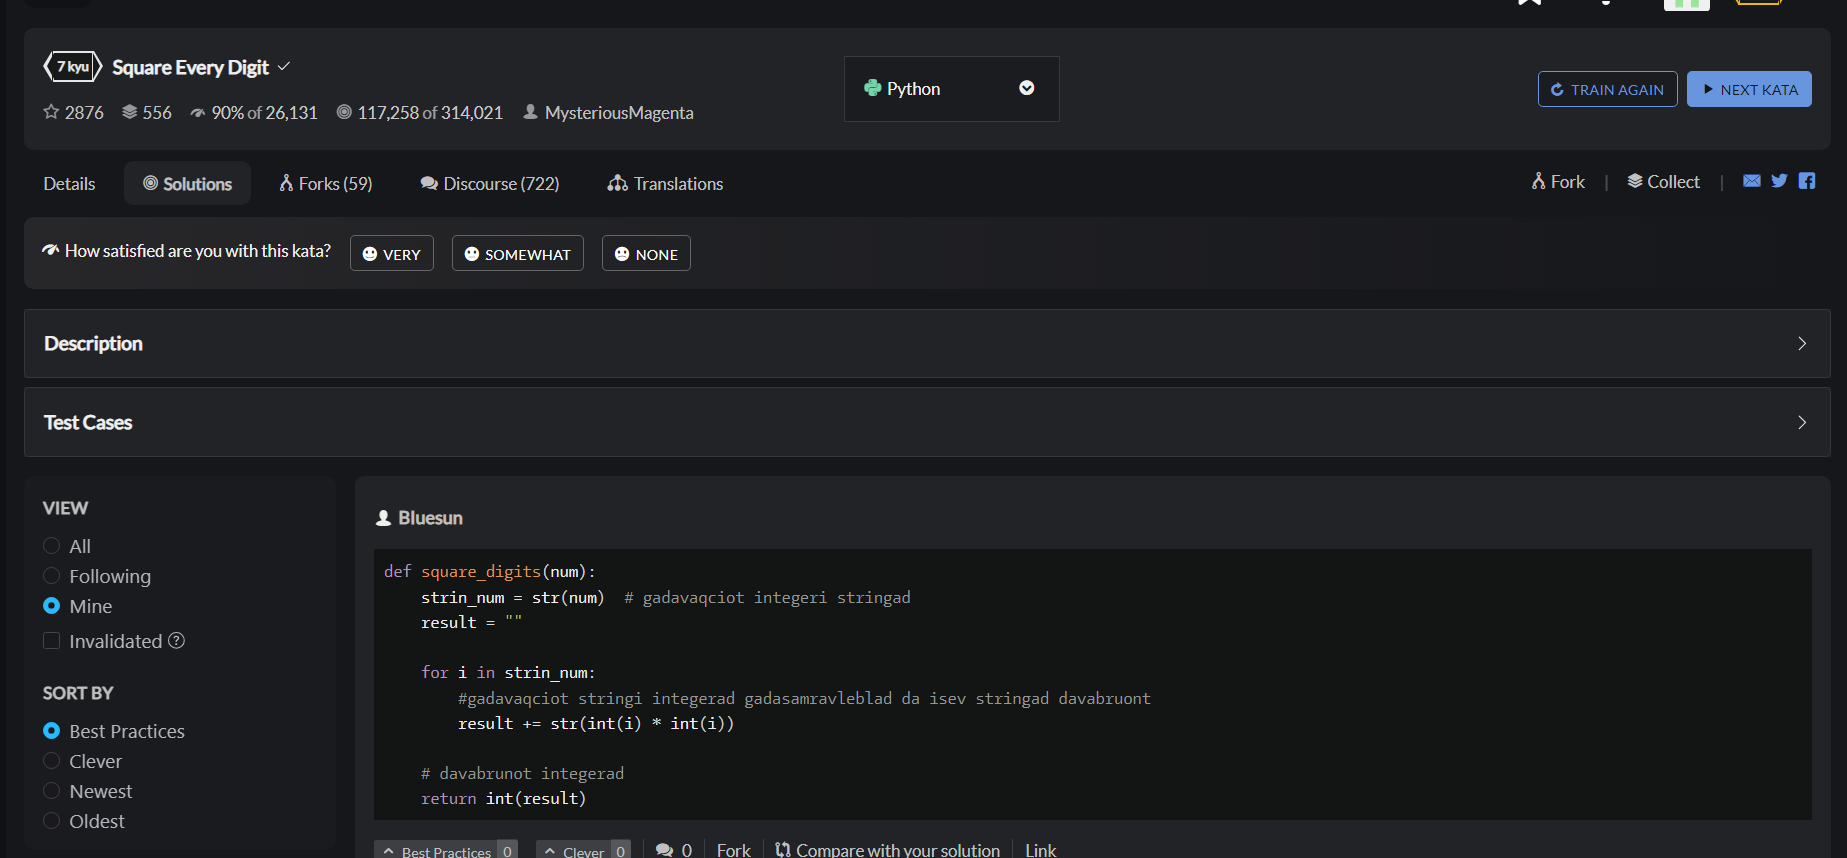 7 kyu Square Every Digit
2876 556 90% of 26,131 117,258 of 314,021 MysteriousMagenta
Python
TRAIN AGAIN NEXT KATA
Details Solutions Forks (59) Discourse (722) Translations
Fork | Collect |
How satisfied are you with this kata? VERY SOMEWHAT NONE
Description
Test Cases
VIEW
All
Following
Mine
Invalidated ?
SORT BY
Best Practices
Clever
Newest
Oldest
Bluesun
def square_digits(num):
strin_num = str(num)  # gadavaqciot integeri stringad
result = ""
for i in strin_num:
#gadavaqciot stringi integerad gadasamravleblad da isev stringad davabruont
result += str(int(i) * int(i))
# davabrunot integerad
return int(result)
Best Practices 0 Clever 0 0 Fork Compare with your solution Link